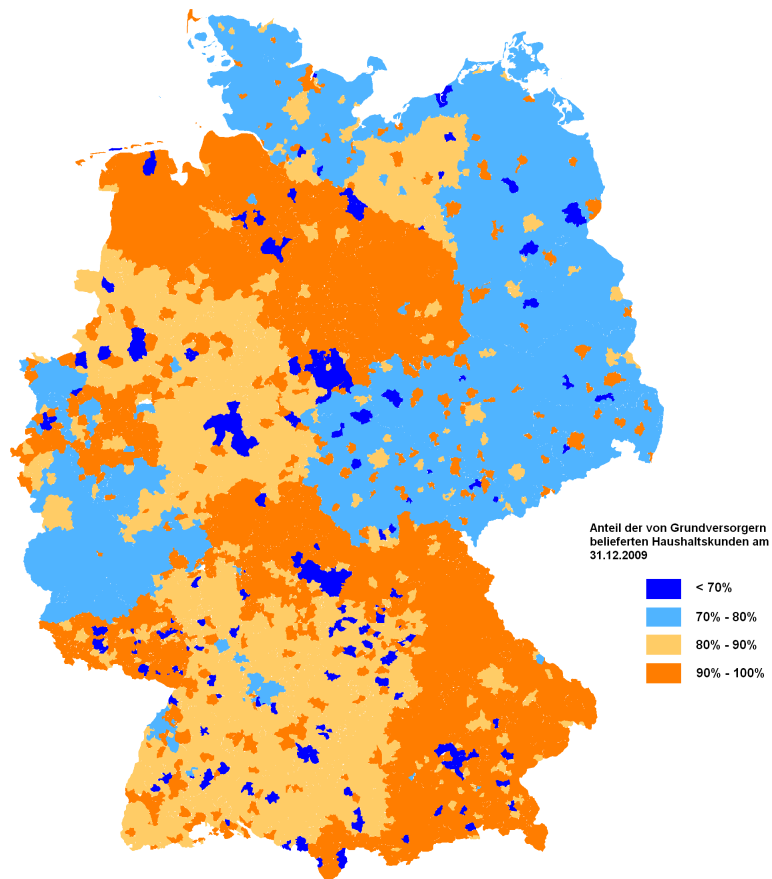 Anteil der von Grundversorgern
belieferten Haushaltskunden am
31.12.2009
< 70%
70% - 80%
80% - 90%
90% - 100%